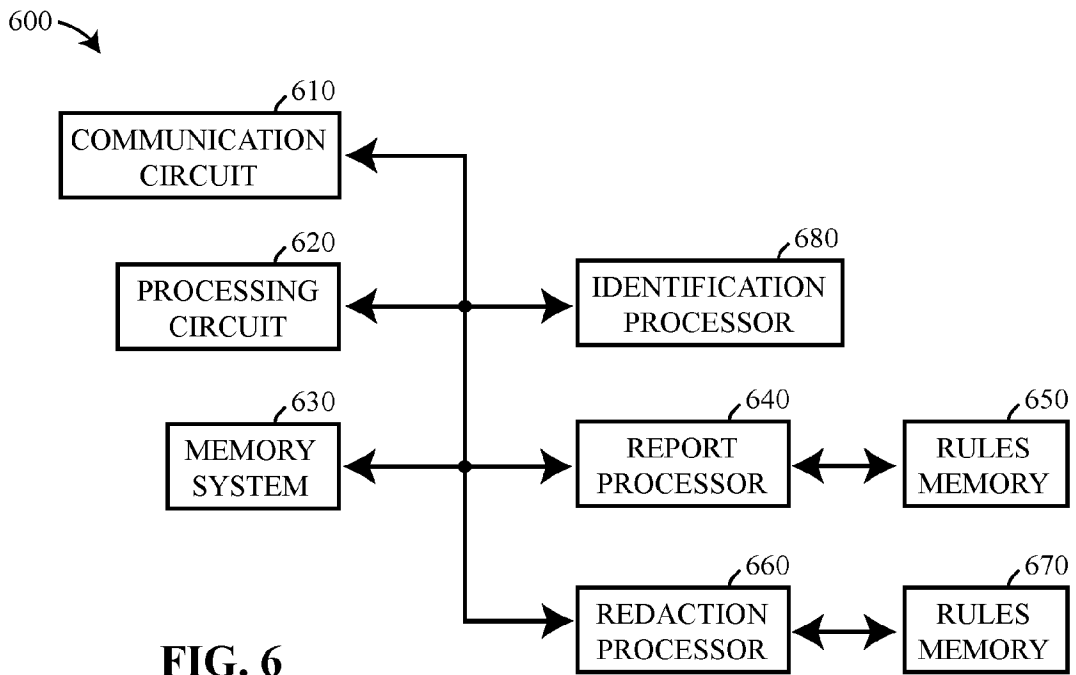 600
610
COMMUNICATION
CIRCUIT
620
PROCESSING
CIRCUIT
680
IDENTIFICATION
PROCESSOR
630
MEMORY
SYSTEM
640
REPORT
PROCESSOR
650
RULES
MEMORY
660
REDACTION
PROCESSOR
670
RULES
MEMORY
FIG. 6